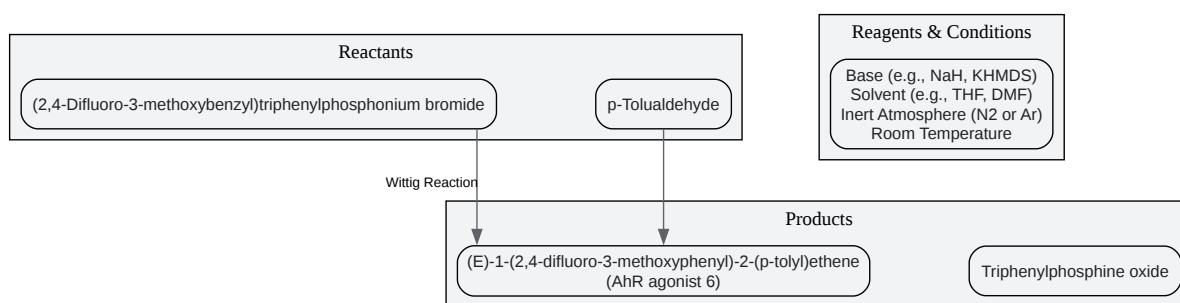 Reactants
(2,4-Difluoro-3-methoxybenzyl)triphenylphosphonium bromide
p-Tolualdehyde
Reagents & Conditions
Base (e.g., NaH, KHMDS)
Solvent (e.g., THF, DMF)
Inert Atmosphere (N2 or Ar)
Room Temperature
Wittig Reaction
Products
(E)-1-(2,4-difluoro-3-methoxyphenyl)-2-(p-tolyl)ethene
(AhR agonist 6)
Triphenylphosphine oxide